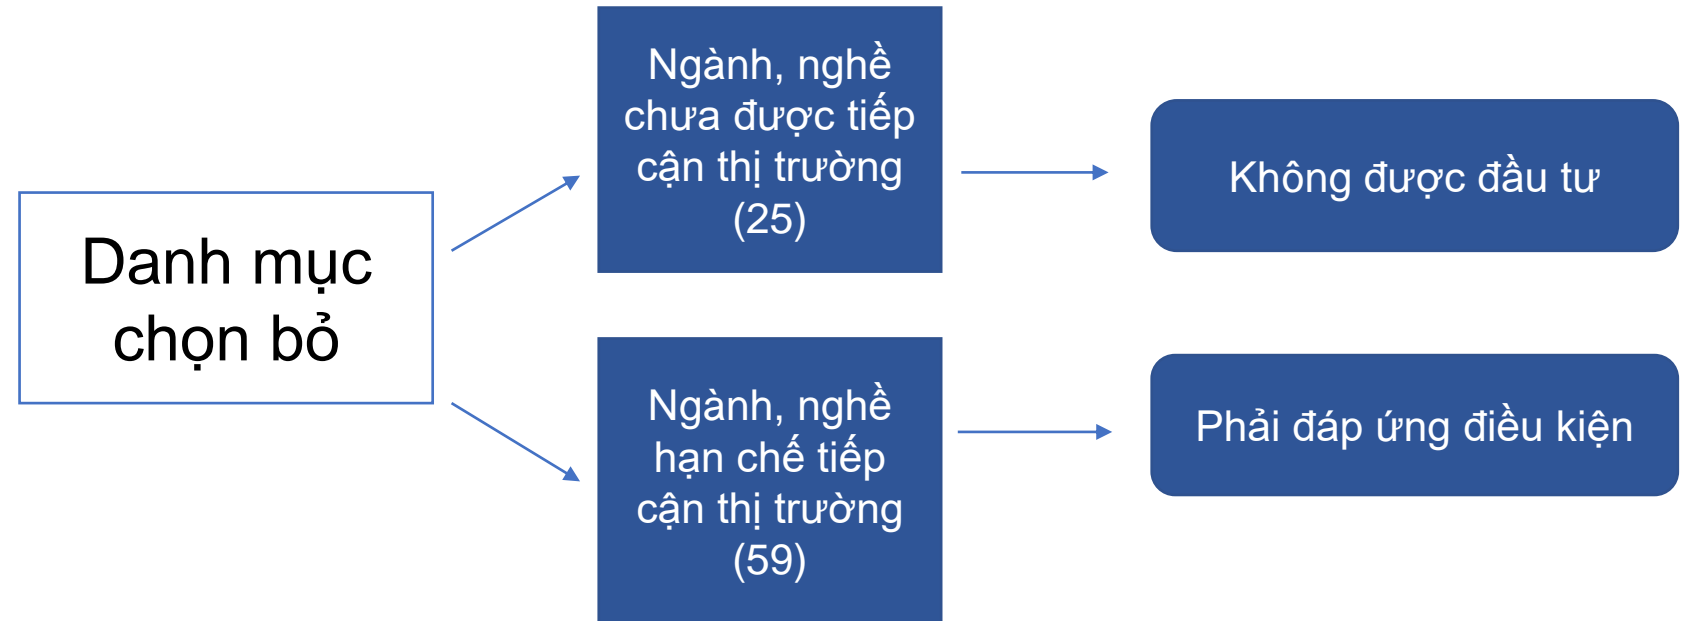 Danh mục
chọn bỏ
Ngành, nghề
chưa được tiếp
cận thị trường
(25)
Không được đầu tư
Ngành, nghề
hạn chế tiếp
cận thị trường
(59)
Phải đáp ứng điều kiện